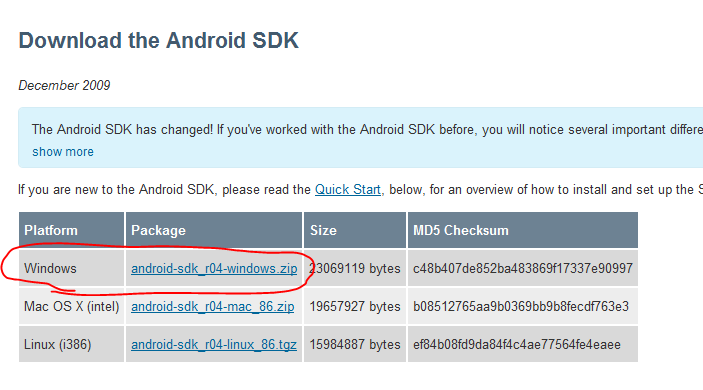 Download the Android SDK
December 2009
The Android SDK has changed! If you've worked with the Android SDK before, you will notice several important differe
show more
If you are new to the Android SDK, please read the Quick Start, below, for an overview of how to install and set up the S
Platform Package Size MD5 Checksum
Windows android-sdk_r04-windows.zip 23069119 bytes c48b407de852ba483869f17337e90997
Mac OS X (intel) android-sdk_r04-mac_86.zip 19657927 bytes b08512765aa9b0369bb9b8fecdf763e3
Linux (i386) android-sdk_r04-linux_86.tgz 15984887 bytes ef84b08fd9da84f4c4ae77564fe4eaee